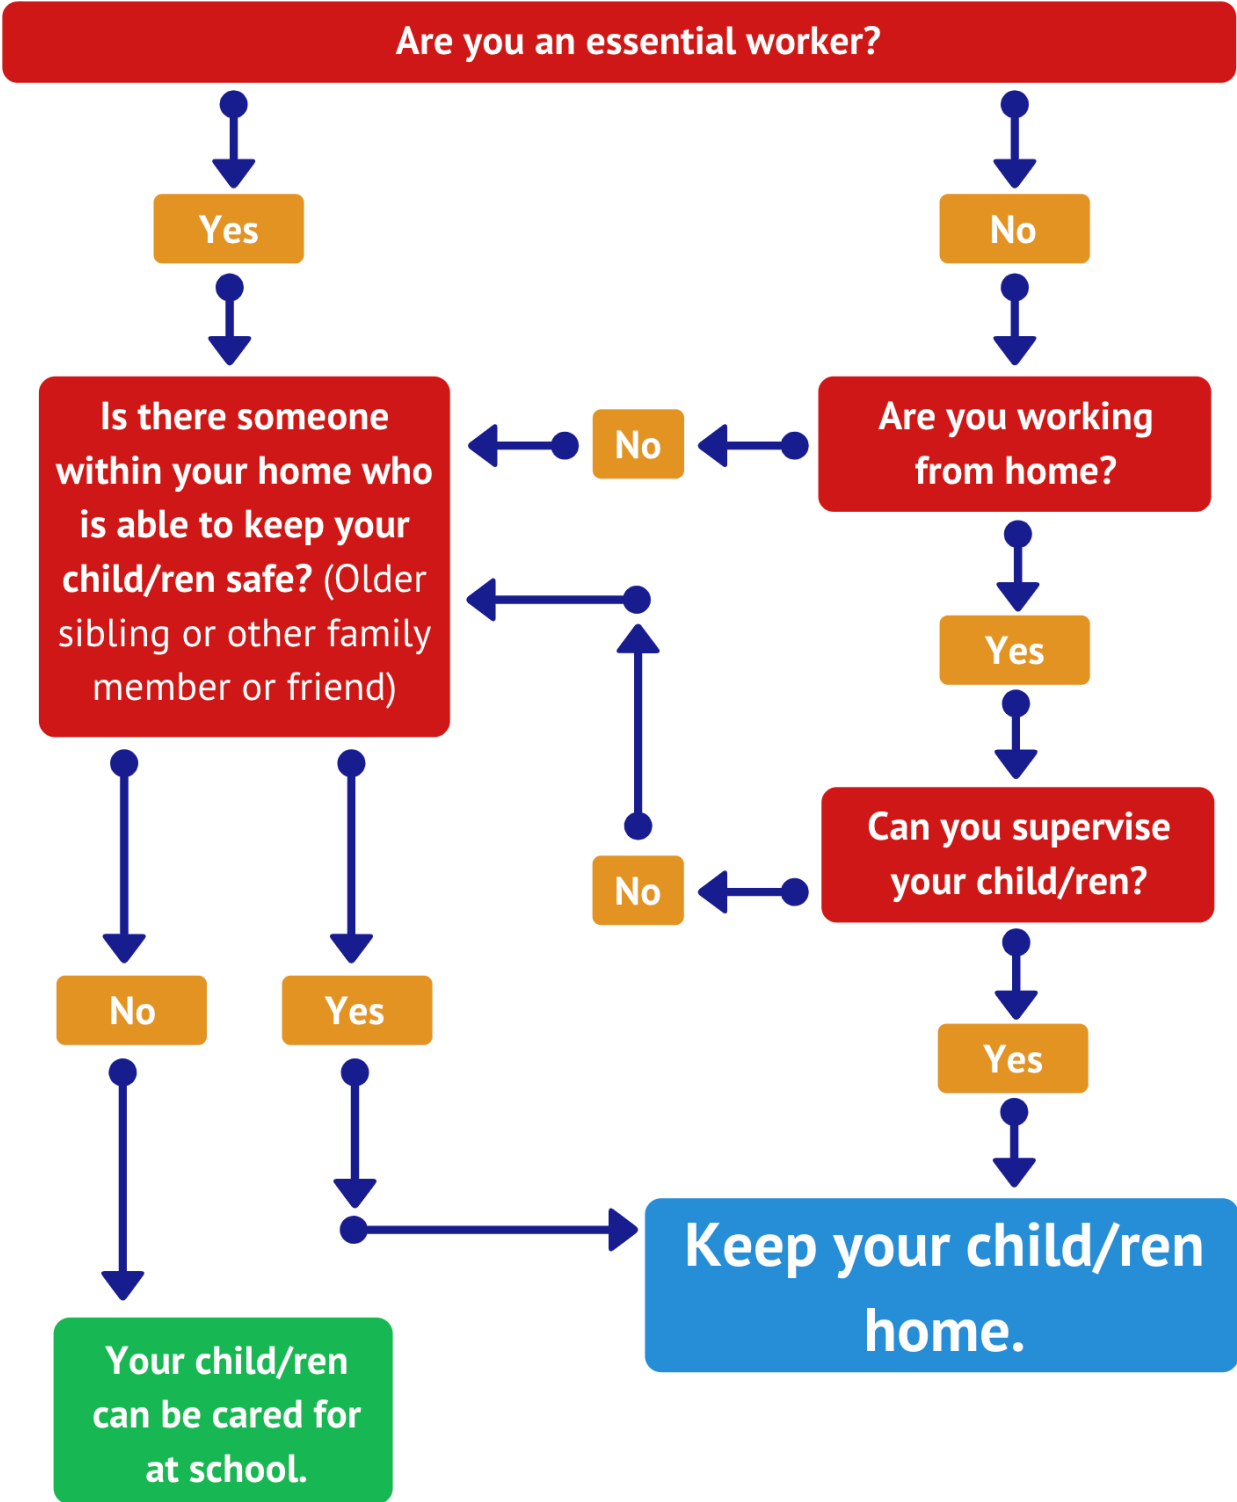 Are you an essential worker?
Yes
No
Is there someone
within your home who
is able to keep your
child/ren safe? (Older
sibling or other family
member or friend)
No
Are you working
from home?
Yes
Can you supervise
your child/ren?
No
No
Yes
Yes
Keep your child/ren
home.
Your child/ren
can be cared for
at school.